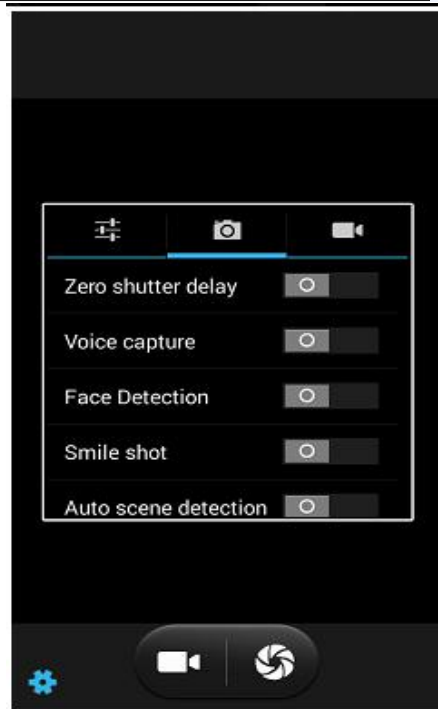 Zero shutter delay
Voice capture
Face Detection
Smile shot
Auto scene detection